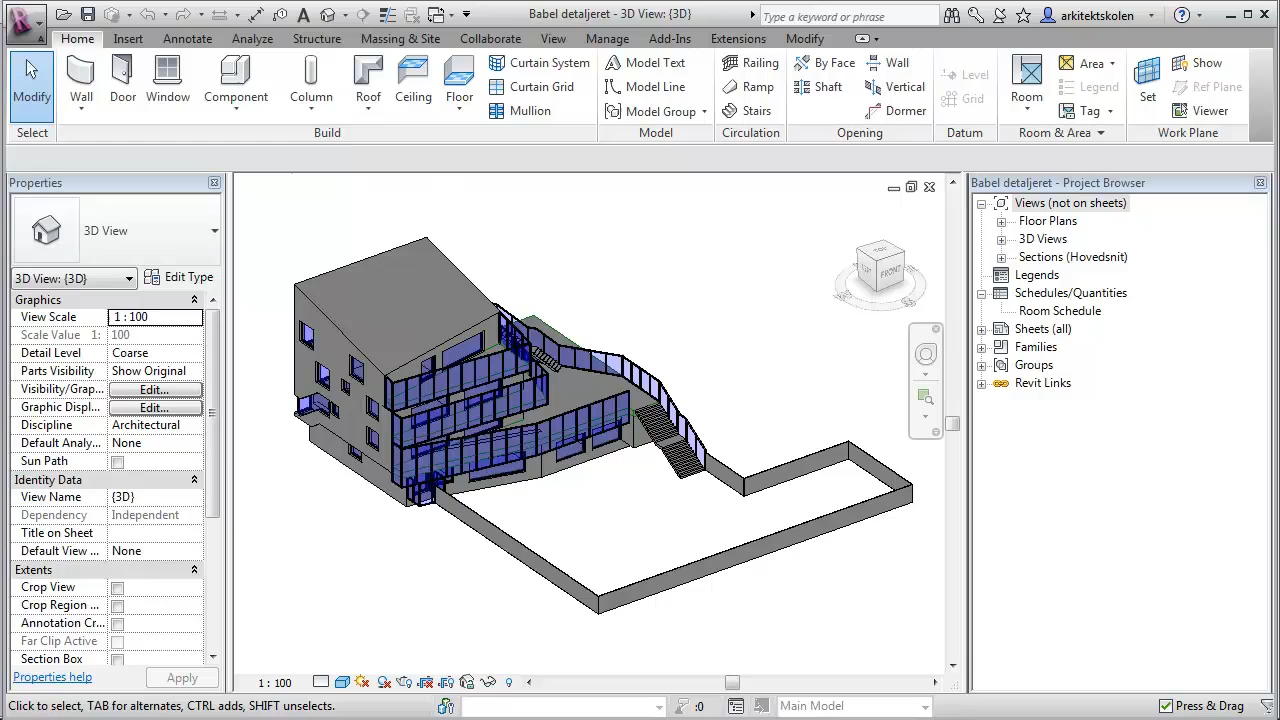 Babel detaljeret - 3D View: {3D}
Type a keyword or phrase
arkitektskolen
Home Insert Annotate Analyze Structure Massing & Site Collaborate View Manage Add-Ins Extensions Modify
Modify
Select
Wall
Door
Window
Component
Column
Roof
Ceiling
Floor
Curtain System
Curtain Grid
Mullion
Build
Model Text
Model Line
Model Group
Model
Railing
Ramp
Stairs
Circulation
By Face
Shaft
Wall
Vertical
Dormer
Opening
Level
Grid
Datum
Room
Area
Legend
Tag
Room & Area
Set
Show
Ref Plane
Viewer
Work Plane
Properties
3D View
3D View: {3D}
Edit Type
Graphics
View Scale 1 : 100
Scale Value 1: 100
Detail Level Coarse
Parts Visibility Show Original
Visibility/Grap... Edit...
Graphic Displ... Edit...
Discipline Architectural
Default Analy... None
Sun Path
Identity Data
View Name {3D}
Dependency Independent
Title on Sheet
Default View ... None
Extents
Crop View
Crop Region ...
Annotation Cr...
Far Clip Active
Section Box
Properties help
Apply
TOP
FRONT
1 : 100
Babel detaljeret - Project Browser
Views (not on sheets)
Floor Plans
3D Views
Sections (Hovedsnit)
Legends
Schedules/Quantities
Room Schedule
Sheets (all)
Families
Groups
Revit Links
Click to select, TAB for alternates, CTRL adds, SHIFT unselects.
:0
Main Model
Press & Drag